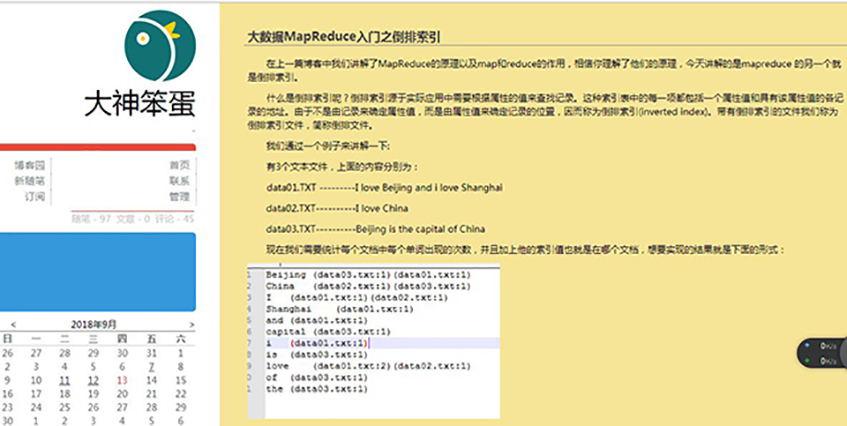 大神笨蛋
博客园 首页
新随笔 联系
订阅 管理
随笔 - 97 文章 - 0 评论 - 45
< 2018年9月 >
日 一 二 三 四 五 六
26 27 28 29 30 31 1
2 3 4 5 6 7 8
9 10 11 12 13 14 15
16 17 18 19 20 21 22
23 24 25 26 27 28 29
30 1 2 3 4 5 6
大数据MapReduce入门之倒排索引
在上一篇博客中我们讲解了MapReduce的原理以及map和reduce的作用，相信你理解了他们的原理，今天讲解的是mapreduce 的另一个就
是倒排索引。
什么是倒排索引呢？倒排索引源于实际应用中需要根据属性的值来查找记录。这种索引表中的每一项都包括一个属性值和具有该属性值的各记
录的地址。由于不是由记录来确定属性值，而是由属性值来确定记录的位置，因而称为倒排索引(inverted index)。带有倒排索引的文件我们称为
倒排索引文件，简称倒排文件。
我们通过一个例子来讲解一下:
有3个文本文件，上面的内容分别为：
data01.TXT ----------I love Beijing and i love Shanghai
data02.TXT----------I love China
data03.TXT----------Beijing is the capital of China
现在我们需要统计每个文档中每个单词出现的次数，并且加上他的索引值也就是在哪个文档，想要实现的结果就是下面的形式：
1 Beijing (data03.txt:1)(data01.txt:1)
2 China (data02.txt:1)(data03.txt:1)
3 I (data01.txt:1)(data02.txt:1)
4 Shanghai (data01.txt:1)
5 and (data01.txt:1)
6 capital (data03.txt:1)
7 i (data01.txt:1)
8 is (data03.txt:1)
9 love (data01.txt:2)(data02.txt:1)
of (data03.txt:1)
1 the (data03.txt:1)
0K/s
0K/s